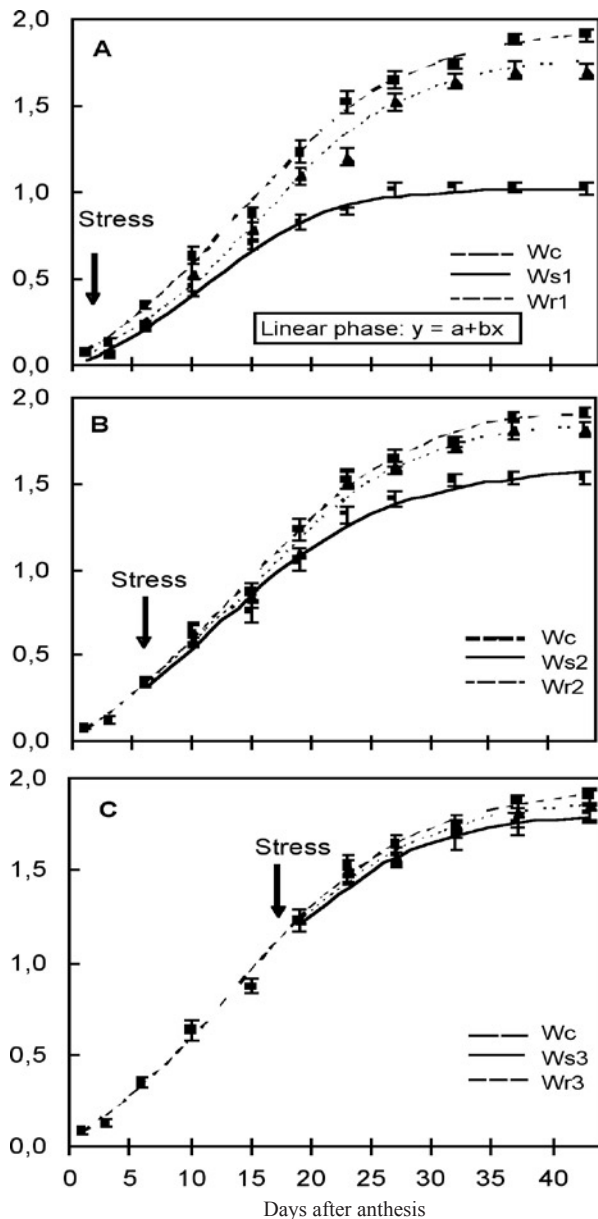 2,0
A
1,5
Stress
1,0
Wc
0,5
Ws1
Wr1
Linear phase: y = a+bx
0,0
2,0
B
1,5
Stress
1,0
Wc
0,5
Ws2
Wr2
0,0
2,0
C
1,5
Stress
1,0
Wc
0,5
Ws3
Wr3
0,0
0 5 10 15 20 25 30 35 40
Days after anthesis